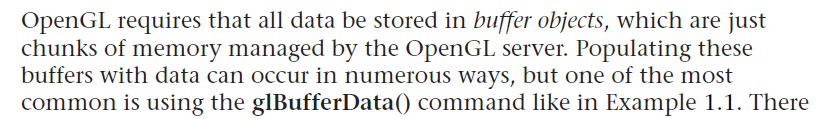 OpenGL requires that all data be stored in buffer objects, which are just
chunks of memory managed by the OpenGL server. Populating these
buffers with data can occur in numerous ways, but one of the most
common is using the glBufferData() command like in Example 1.1. There